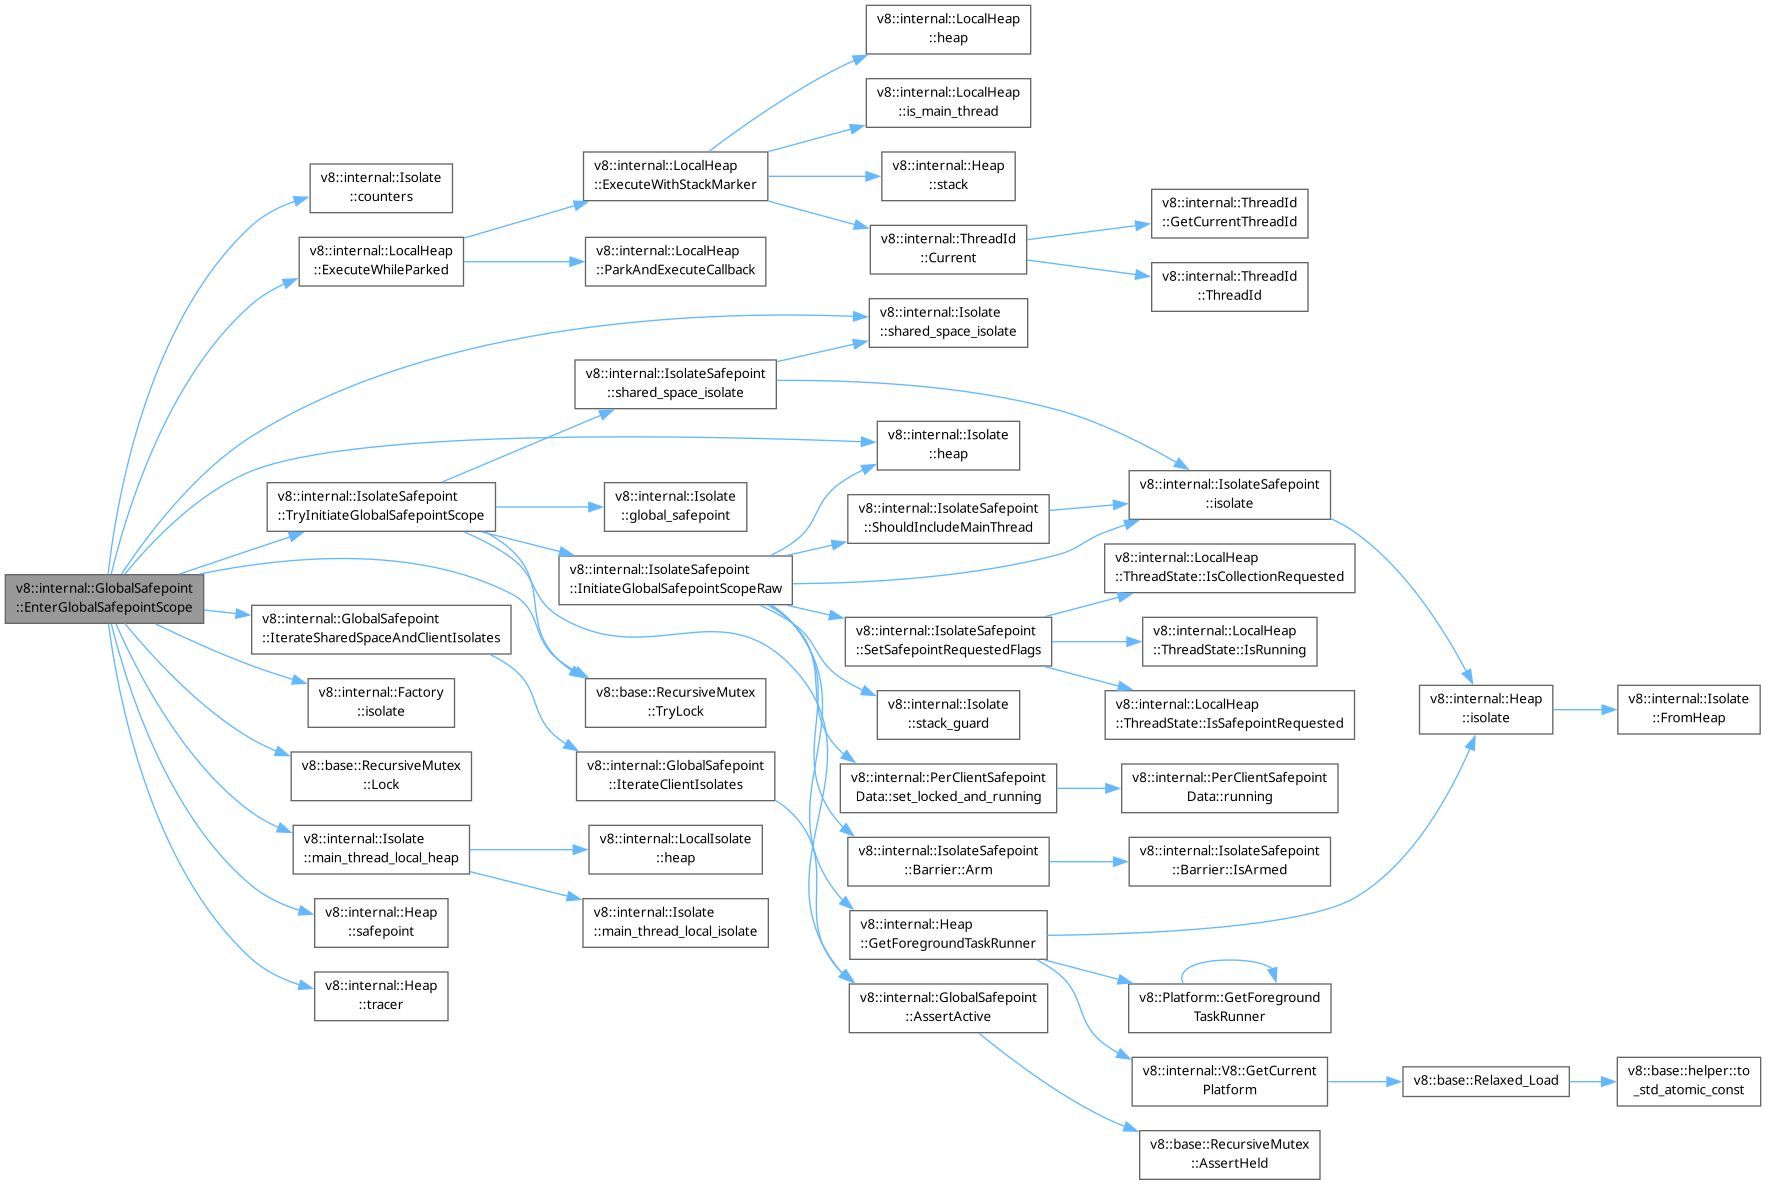 v8::internal::GlobalSafepoint
::EnterGlobalSafepointScope
v8::internal::Isolate
::counters
v8::internal::LocalHeap
::ExecuteWhileParked
v8::internal::IsolateSafepoint
::TryInitiateGlobalSafepointScope
v8::internal::GlobalSafepoint
::IterateSharedSpaceAndClientIsolates
v8::internal::Factory
::isolate
v8::base::RecursiveMutex
::Lock
v8::internal::Isolate
::main_thread_local_heap
v8::internal::Heap
::safepoint
v8::internal::Heap
::tracer
v8::internal::LocalHeap
::ExecuteWithStackMarker
v8::internal::LocalHeap
::ParkAndExecuteCallback
v8::internal::IsolateSafepoint
::shared_space_isolate
v8::internal::Isolate
::global_safepoint
v8::internal::IsolateSafepoint
::InitiateGlobalSafepointScopeRaw
v8::base::RecursiveMutex
::TryLock
v8::internal::GlobalSafepoint
::IterateClientIsolates
v8::internal::LocalIsolate
::heap
v8::internal::Isolate
::main_thread_local_isolate
v8::internal::LocalHeap
::heap
v8::internal::LocalHeap
::is_main_thread
v8::internal::Heap
::stack
v8::internal::ThreadId
::Current
v8::internal::Isolate
::shared_space_isolate
v8::internal::Isolate
::heap
v8::internal::IsolateSafepoint
::ShouldIncludeMainThread
v8::internal::IsolateSafepoint
::SetSafepointRequestedFlags
v8::internal::Isolate
::stack_guard
v8::internal::PerClientSafepoint
Data::set_locked_and_running
v8::internal::IsolateSafepoint
::Barrier::Arm
v8::internal::Heap
::GetForegroundTaskRunner
v8::internal::GlobalSafepoint
::AssertActive
v8::internal::ThreadId
::GetCurrentThreadId
v8::internal::ThreadId
::ThreadId
v8::internal::IsolateSafepoint
::isolate
v8::internal::LocalHeap
::ThreadState::IsCollectionRequested
v8::internal::LocalHeap
::ThreadState::IsRunning
v8::internal::LocalHeap
::ThreadState::IsSafepointRequested
v8::internal::PerClientSafepoint
Data::running
v8::internal::IsolateSafepoint
::Barrier::IsArmed
v8::Platform::GetForeground
TaskRunner
v8::internal::V8::GetCurrent
Platform
v8::base::RecursiveMutex
::AssertHeld
v8::internal::Heap
::isolate
v8::base::Relaxed_Load
v8::internal::Isolate
::FromHeap
v8::base::helper::to
_std_atomic_const